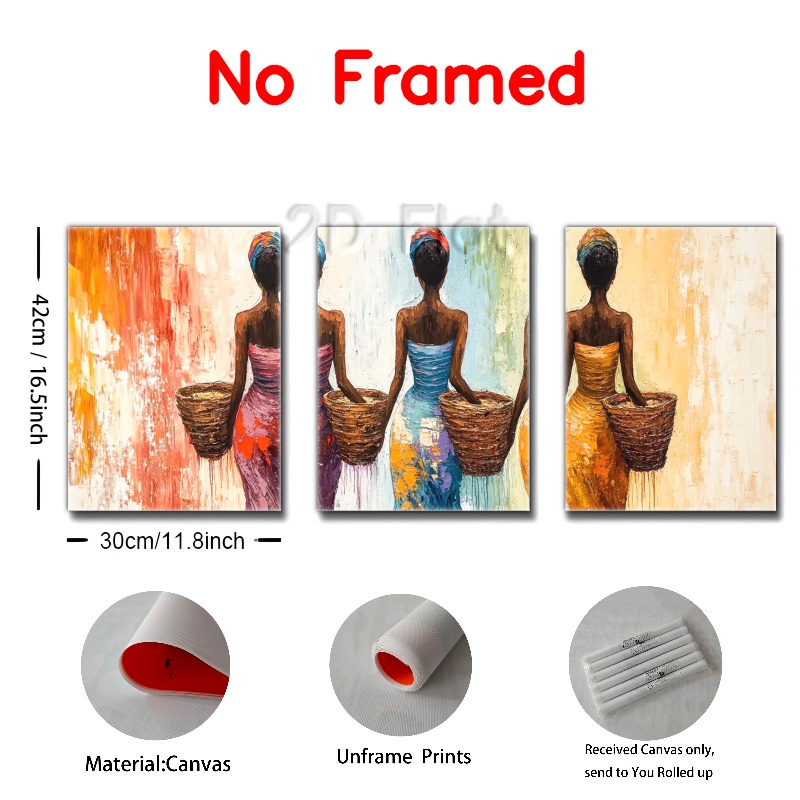 No Framed
2D Flat
42cm / 16.5inch
30cm/11.8inch
Material:Canvas
Unframe Prints
Received Canvas only,
send to You Rolled up